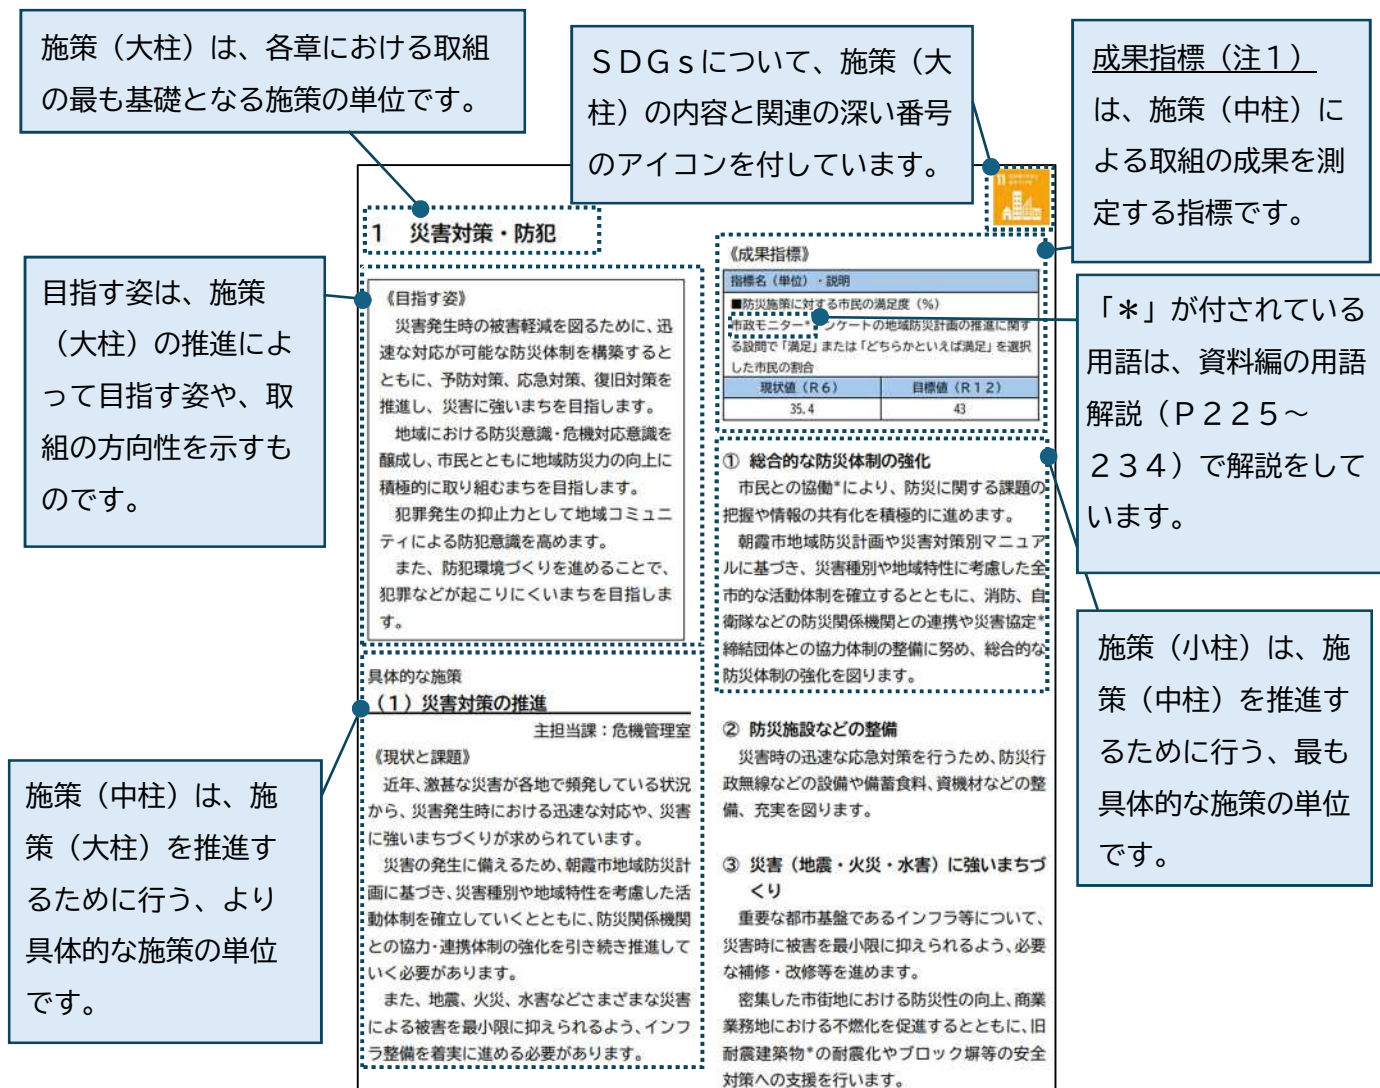 施策（大柱）は、各章における取組
の最も基礎となる施策の単位です。
ＳＤＧｓについて、施策（大
柱）の内容と関連の深い番号
のアイコンを付しています。
成果指標（注１）
は、施策（中柱）に
よる取組の成果を測
定する指標です。
11
1 災害対策・防犯
目指す姿は、施策
（大柱）の推進によ
って目指す姿や、取
組の方向性を示すも
のです。
《目指す姿》
災害発生時の被害軽減を図るために、迅
速な対応が可能な防災体制を構築すると
ともに、予防対策、応急対策、復旧対策を
推進し、災害に強いまちを目指します。
地域における防災意識・危機対応意識を
醸成し、市民とともに地域防災力の向上に
積極的に取り組むまちを目指します。
犯罪発生の抑止力として地域コミュニ
ティによる防犯意識を高めます。
また、防犯環境づくりを進めることで、
犯罪などが起こりにくいまちを目指しま
す。
具体的な施策
（1）災害対策の推進
主担当課：危機管理室
《現状と課題》
近年、激甚な災害が各地で頻発している状況
から、災害発生時における迅速な対応や、災害
に強いまちづくりが求められています。
災害の発生に備えるため、朝霞市地域防災計
画に基づき、災害種別や地域特性を考慮した活
動体制を確立していくとともに、防災関係機関
との協力・連携体制の強化を引き続き推進して
いく必要があります。
また、地震、火災、水害などさまざまな災害
による被害を最小限に抑えられるよう、インフ
ラ整備を着実に進める必要があります。
施策（中柱）は、施
策（大柱）を推進す
るために行う、より
具体的な施策の単位
です。
《成果指標》
指標名（単位）・説明
■防災施策に対する市民の満足度（%）
市政モニター*アンケートの地域防災計画の推進に関す
る設問で「満足」または「どちらかといえば満足」を選択
した市民の割合
現状値（R6） 目標値（R12）
35.4 43
① 総合的な防災体制の強化
市民との協働*により、防災に関する課題の
把握や情報の共有化を積極的に進めます。
朝霞市地域防災計画や災害対策別マニュア
ルに基づき、災害種別や地域特性に考慮した全
市的な活動体制を確立するとともに、消防、自
衛隊などの防災関係機関との連携や災害協定*
締結団体との協力体制の整備に努め、総合的な
防災体制の強化を図ります。
② 防災施設などの整備
災害時の迅速な応急対策を行うため、防災行
政無線などの設備や備蓄食料、資機材などの整
備、充実を図ります。
③ 災害（地震・火災・水害）に強いまちづ
くり
重要な都市基盤であるインフラ等について、
災害時に被害を最小限に抑えられるよう、必要
な補修・改修等を進めます。
密集した市街地における防災性の向上、商業
業務地における不燃化を促進するとともに、旧
耐震建築物*の耐震化やブロック塀等の安全
対策への支援を行います。
「＊」が付されている
用語は、資料編の用語
解説（Ｐ２２５～
２３４）で解説をして
います。
施策（小柱）は、施
策（中柱）を推進す
るために行う、最も
具体的な施策の単位
です。